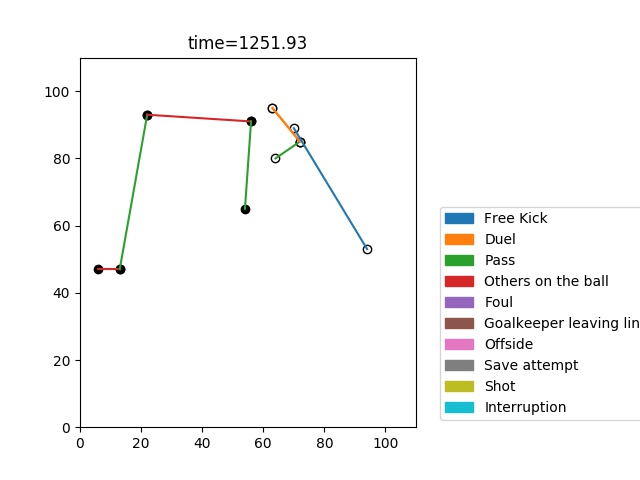 time=1251.93
100
80
60
40
20
0
0 20 40 60 80 100
Free Kick
Duel
Pass
Others on the ball
Foul
Goalkeeper leaving lin
Offside
Save attempt
Shot
Interruption